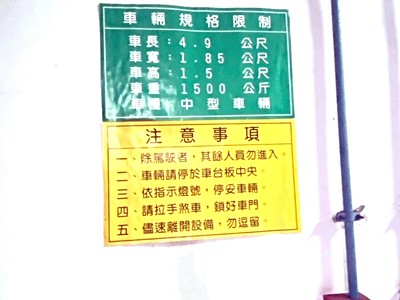 車輛規格限制
車長：4.9 公尺
車寬：1.85 公尺
車高：1.5 公尺
車重：1500 公斤
車種：中型車輛
注意事項
一、除駕駛者，其餘人員勿進入。
二、車輛請停於車台板中央。
三、依指示燈號，停妥車輛。
四、請拉手煞車，鎖好車門。
五、儘速離開設備，勿逗留。